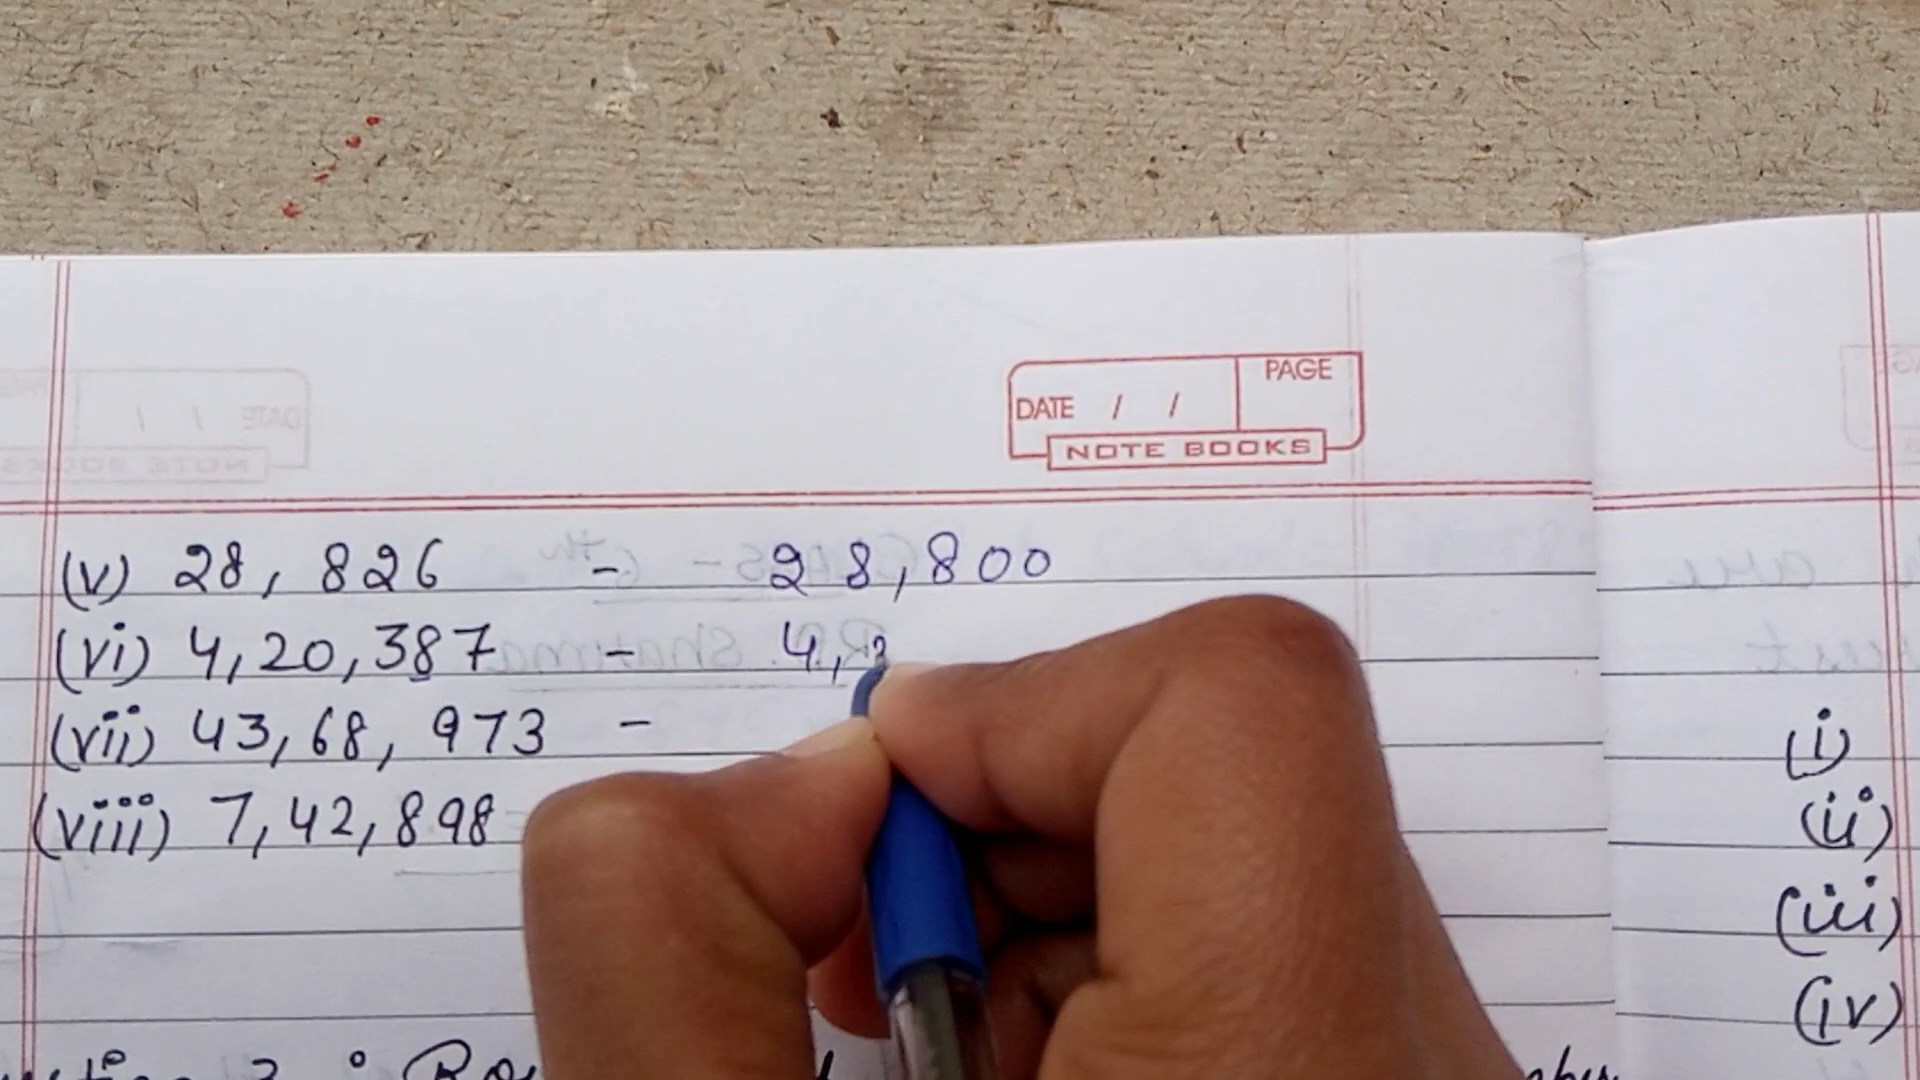 DATE / / PAGE
NOTE BOOKS
(v) 28, 826 - 28,800
(vi) 4,20,387 - 4,2
(vii) 43,68, 973 -
(viii) 7,42,898
(i)
(ii)
(iii)
(iv)